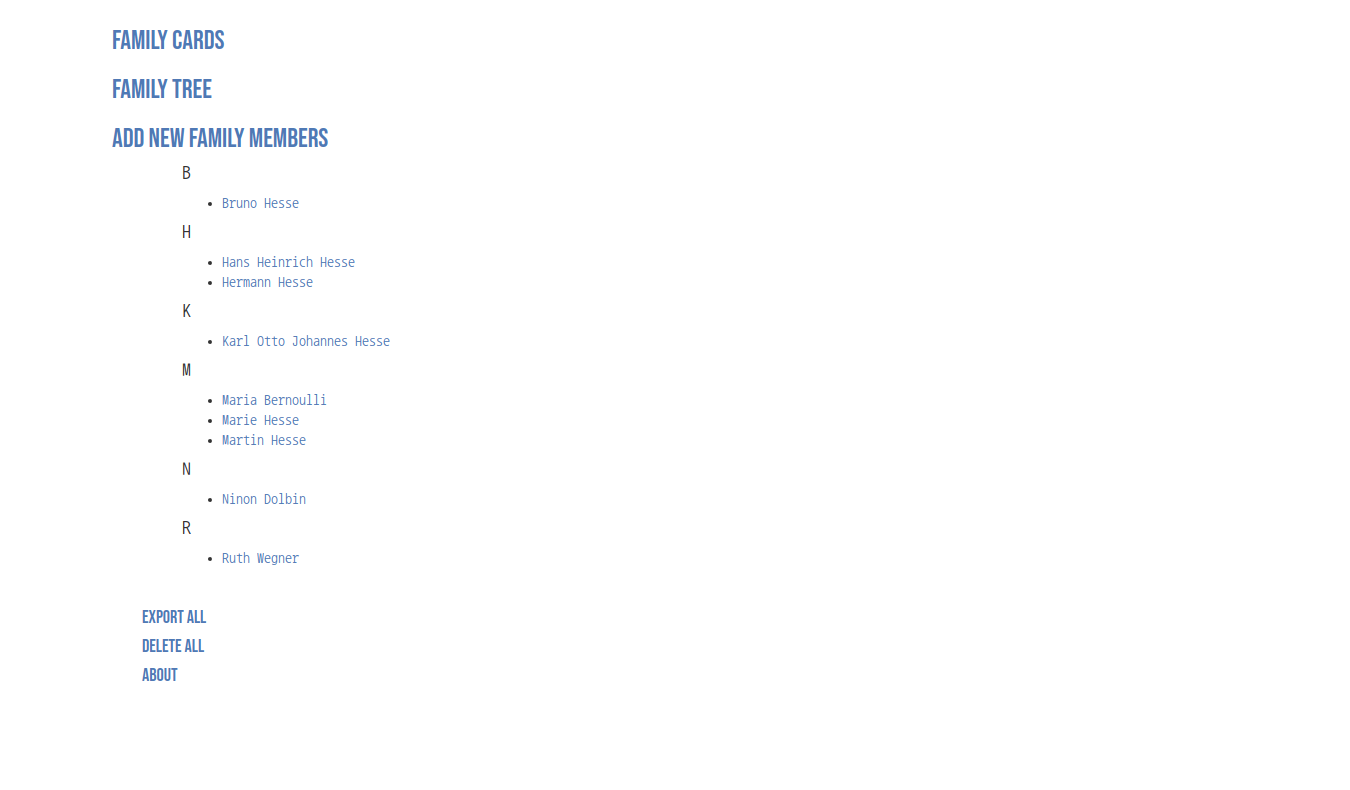 FAMILY CARDS
FAMILY TREE
ADD NEW FAMILY MEMBERS
B
Bruno Hesse
H
Hans Heinrich Hesse
Hermann Hesse
K
Karl Otto Johannes Hesse
M
Maria Bernoulli
Marie Hesse
Martin Hesse
N
Ninon Dolbin
R
Ruth Wegner
EXPORT ALL
DELETE ALL
ABOUT